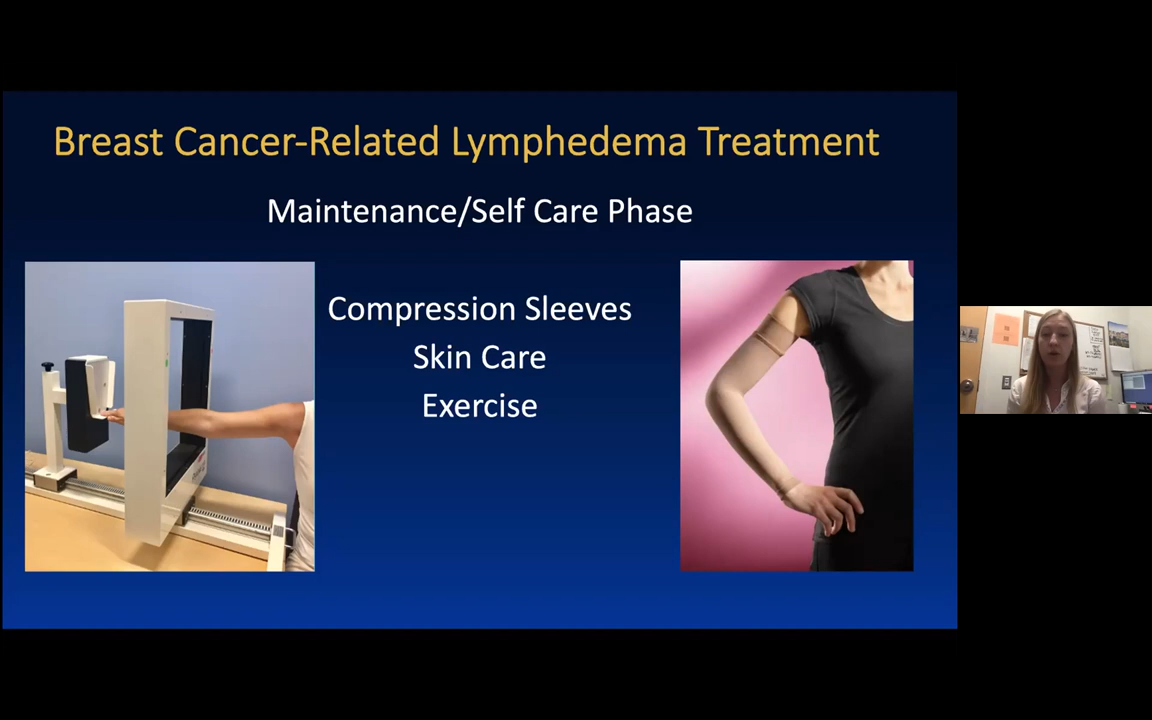 Breast Cancer-Related Lymphedema Treatment
Maintenance/Self Care Phase
Compression Sleeves
Skin Care
Exercise